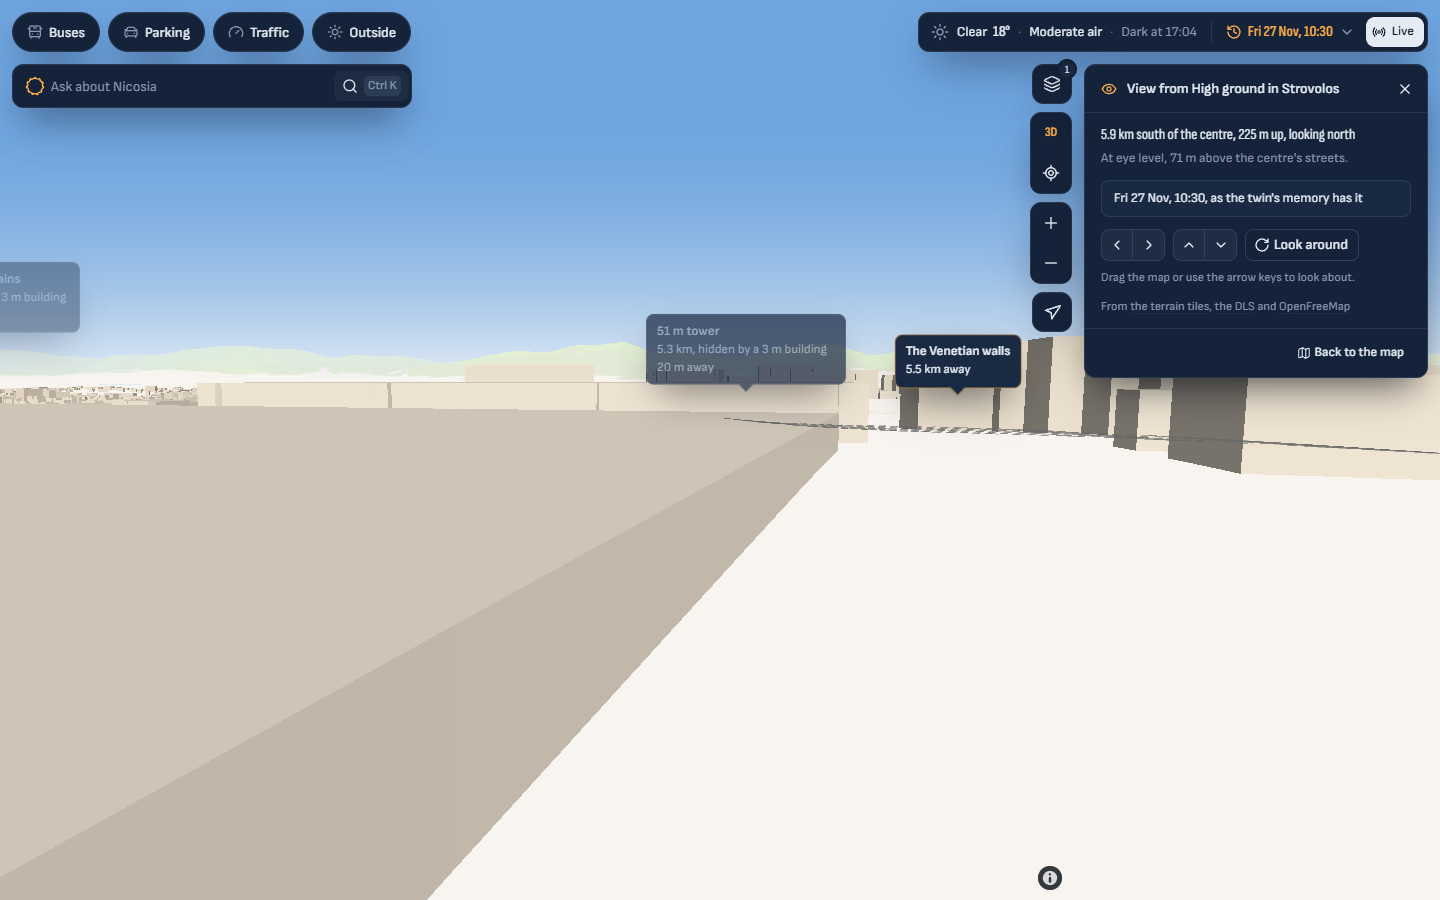 Buses
Parking
Traffic
Outside
Clear 18° · Moderate air · Dark at 17:04
Fri 27 Nov, 10:30
Live
Ask about Nicosia
Ctrl K
1
3D
View from High ground in Strovolos
5.9 km south of the centre, 225 m up, looking north
At eye level, 71 m above the centre's streets.
Fri 27 Nov, 10:30, as the twin's memory has it
Look around
Drag the map or use the arrow keys to look about.
From the terrain tiles, the DLS and OpenFreeMap
Back to the map
ains
3 m building
51 m tower
5.3 km, hidden by a 3 m building
20 m away
The Venetian walls
5.5 km away